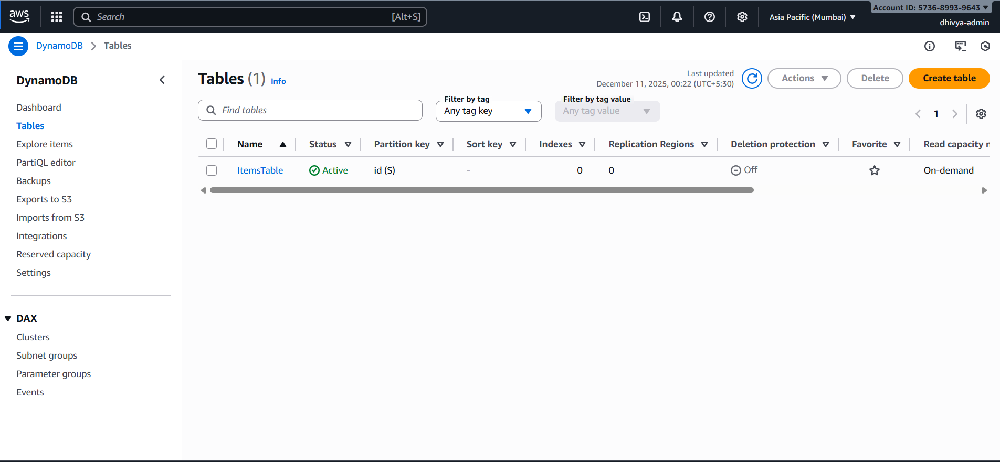 aws
Search [Alt+S]
Asia Pacific (Mumbai)
Account ID: 5736-8993-9643
dhivya-admin
DynamoDB
Tables
DynamoDB
Dashboard
Tables
Explore items
PartiQL editor
Backups
Exports to S3
Imports from S3
Integrations
Reserved capacity
Settings
DAX
Clusters
Subnet groups
Parameter groups
Events
Tables (1) Info
Last updated
December 11, 2025, 00:22 (UTC+5:30)
Actions
Delete
Create table
Find tables
Filter by tag
Any tag key
Filter by tag value
Any tag value
1
Name Status Partition key Sort key Indexes Replication Regions Deletion protection Favorite Read capacity
ItemsTable Active id (S) - 0 0 Off On-demand